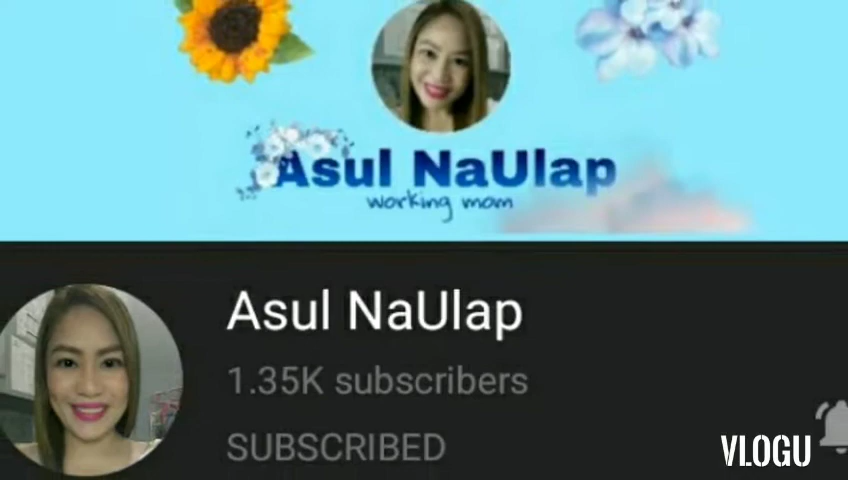 Asul NaUlap
working mom
Asul NaUlap
1.35K subscribers
SUBSCRIBED
VLOGU